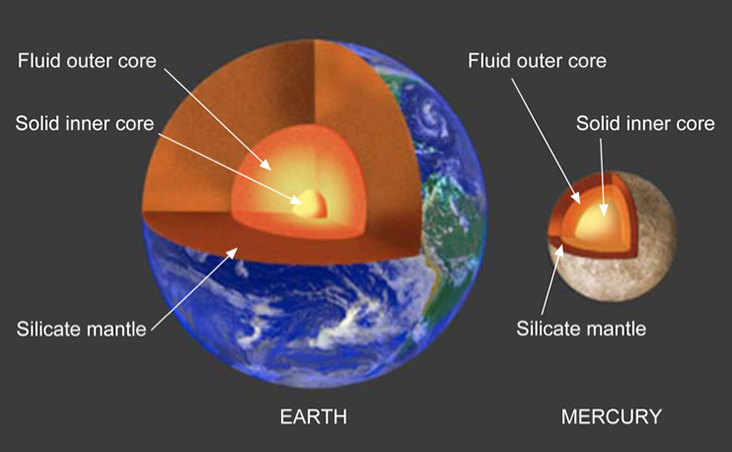 Fluid outer core
Solid inner core
Silicate mantle
EARTH
Fluid outer core
Solid inner core
Silicate mantle
MERCURY